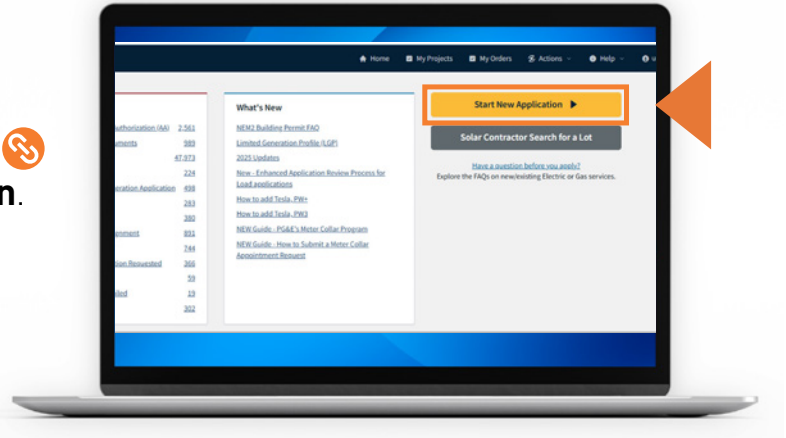 Home My Projects My Orders Actions Help
What's New
Start New Application
uthorization (AA) 2,561
NEM2 Building Permit FAQ
uments 989
Limited Generation Profile (LGP)
Solar Contractor Search for a Lot
47,973
2025 Updates
224
New - Enhanced Application Review Process for
Load applications
Have a question before you apply?
Explore the FAQs on new/existing Electric or Gas services.
eration Application 498
283
How to add Tesla, PW+
380
How to add Tesla, PW3
ignment 891
NEW Guide - PG&E's Meter Collar Program
744
NEW Guide - How to Submit a Meter Collar
Appointment Request
tion Requested 366
59
19
302
n.